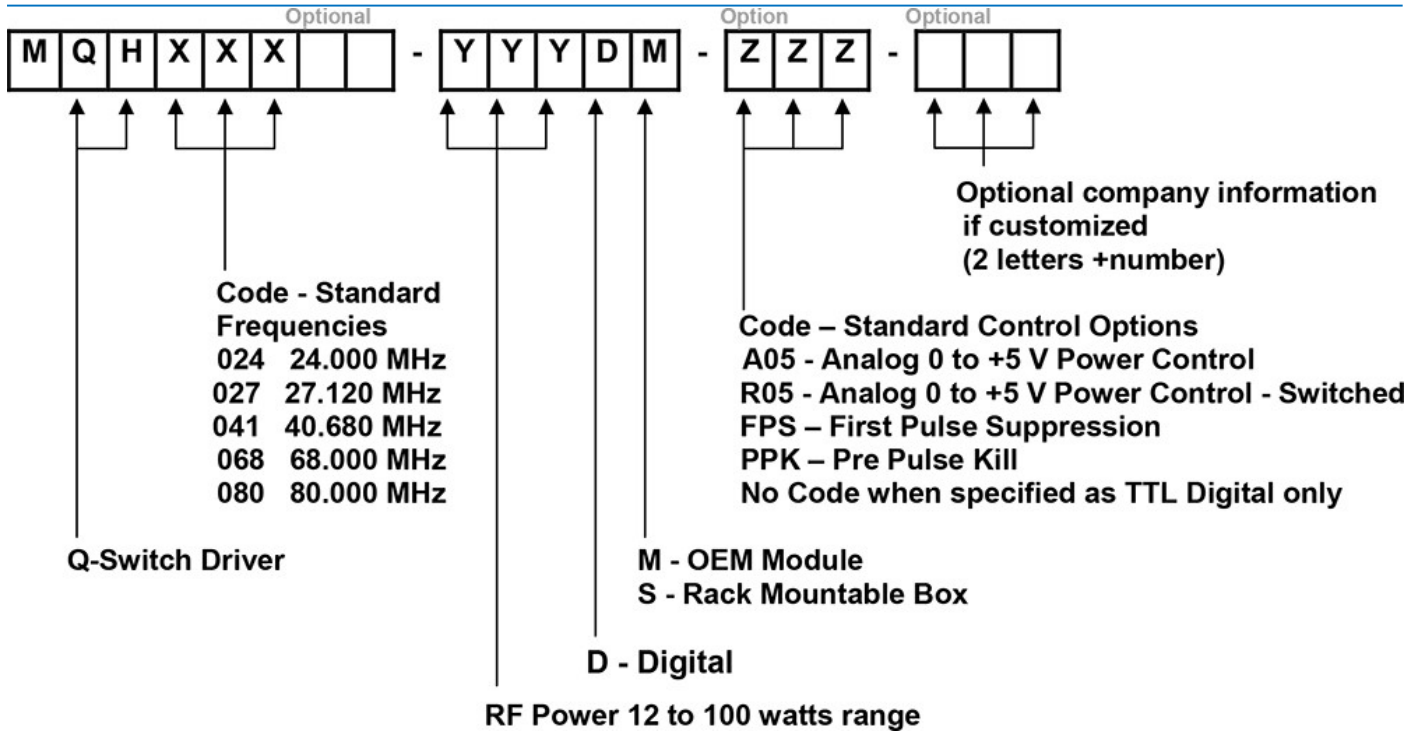 Optional Option Optional
M Q H X X X - Y Y Y D M - Z Z Z -
Optional company information
if customized
(2 letters +number)
Code - Standard
Frequencies
024 24.000 MHz
027 27.120 MHz
041 40.680 MHz
068 68.000 MHz
080 80.000 MHz
Code – Standard Control Options
A05 - Analog 0 to +5 V Power Control
R05 - Analog 0 to +5 V Power Control - Switched
FPS – First Pulse Suppression
PPK – Pre Pulse Kill
No Code when specified as TTL Digital only
Q-Switch Driver
M - OEM Module
S - Rack Mountable Box
D - Digital
RF Power 12 to 100 watts range